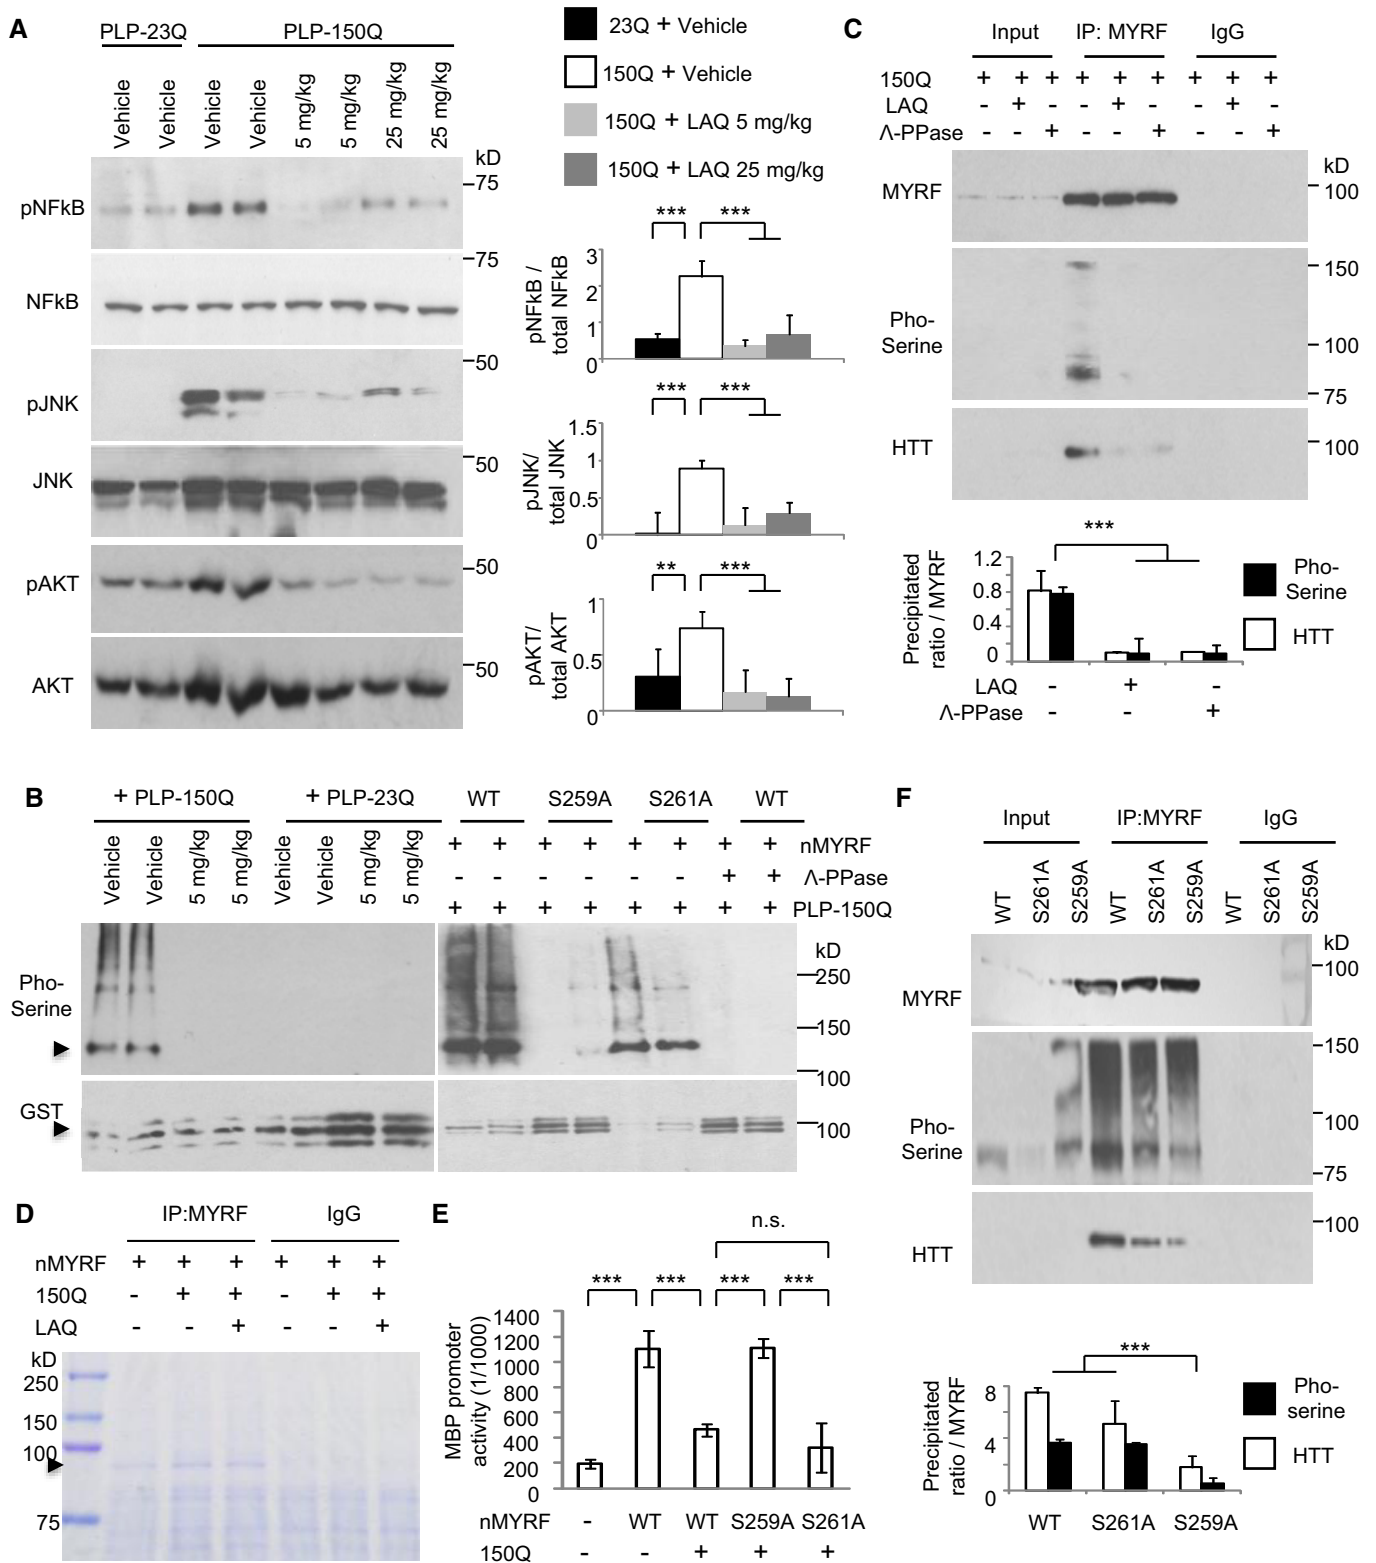 A
PLP-23Q
PLP-150Q
Vehicle
Vehicle
Vehicle
Vehicle
5 mg/kg
5 mg/kg
25 mg/kg
25 mg/kg
kD
pNFkB
75
NFkB
75
pJNK
50
JNK
50
pAKT
50
AKT
50
23Q + Vehicle
150Q + Vehicle
150Q + LAQ 5 mg/kg
150Q + LAQ 25 mg/kg
*** ***
pNFkB /
total NFkB
3
2
1
0
*** ***
pJNK/
total JNK
1.5
1
0.5
0
** ***
pAKT/
total AKT
1
0.5
0
C
Input IP: MYRF IgG
150Q + + + + + + + + +
LAQ - + - - + - - + -
Λ-PPase - - + - - + - - +
kD
MYRF
100
Pho-
Serine
150
100
75
HTT
100
***
Precipitated
ratio / MYRF
1.2
0.8
0.4
0
Pho-
Serine
HTT
LAQ - + -
Λ-PPase - - +
B
+ PLP-150Q + PLP-23Q WT S259A S261A WT
Vehicle
Vehicle
5 mg/kg
5 mg/kg
Vehicle
Vehicle
5 mg/kg
5 mg/kg
+ + + + + + + + nMYRF
- - - - - - + + Λ-PPase
+ + + + + + + + PLP-150Q
kD
Pho-
Serine
250
150
100
GST
100
D
IP:MYRF IgG
nMYRF + + + + + +
150Q - + + - + +
LAQ - - + - - +
kD
250
150
100
75
E
n.s.
*** *** *** ***
MBP promoter
activity (1/1000)
1400
1200
1000
800
600
400
200
0
nMYRF - WT WT S259A S261A
150Q - - + + +
F
Input IP:MYRF IgG
WT
S261A
S259A
WT
S261A
S259A
WT
S261A
S259A
kD
MYRF
100
Pho-
Serine
150
100
75
HTT
100
***
Precipitated
ratio / MYRF
8
4
0
Pho-
serine
HTT
WT S261A S259A